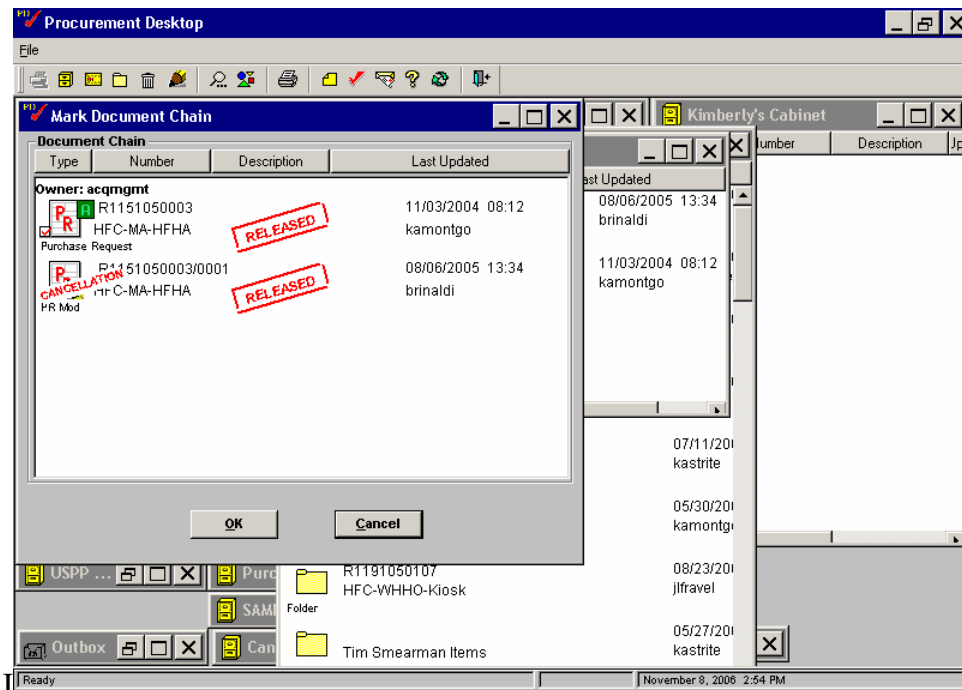 PD Procurement Desktop
File
PD Mark Document Chain
Kimberly's Cabinet
Document Chain
Type Number Description Last Updated
Owner: acqmgmt
PR A R1151050003 11/03/2004 08:12
HFC-MA-HFHA RELEASED kamontgo
Purchase Request
PR R1151050003/0001 08/06/2005 13:34
CANCELLATION HFC-MA-HFHA RELEASED brinaldi
PR Mod
OK Cancel
ast Updated
08/06/2005 13:34
brinaldi
11/03/2004 08:12
kamontgo
umber Description
07/11/20
kastrite
05/30/20
kamontg
R1191050107 08/23/20
HFC-WHHO-Kiosk jlfravel
Folder
05/27/20
Tim Smearman Items kastrite
USPP ... Purc
SAM
Outbox Can
Ready November 8, 2006 2:54 PM